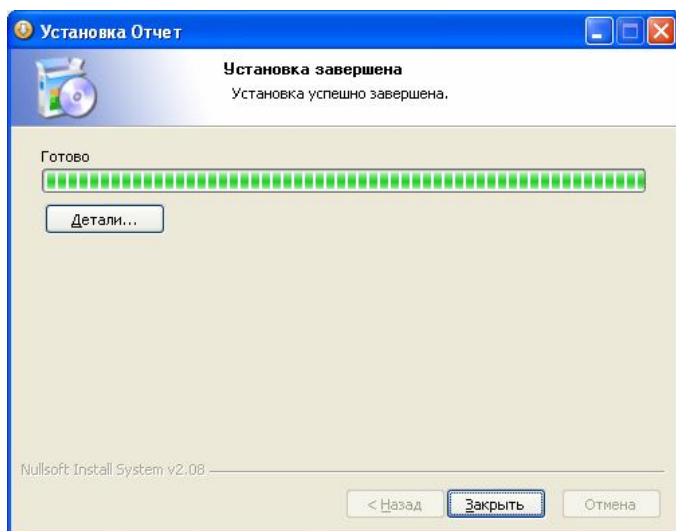 Установка Отчет
Установка завершена
Установка успешно завершена.
Готово
Детали...
Nullsoft Install System v2.08
< Назад
Закрыть
Отмена